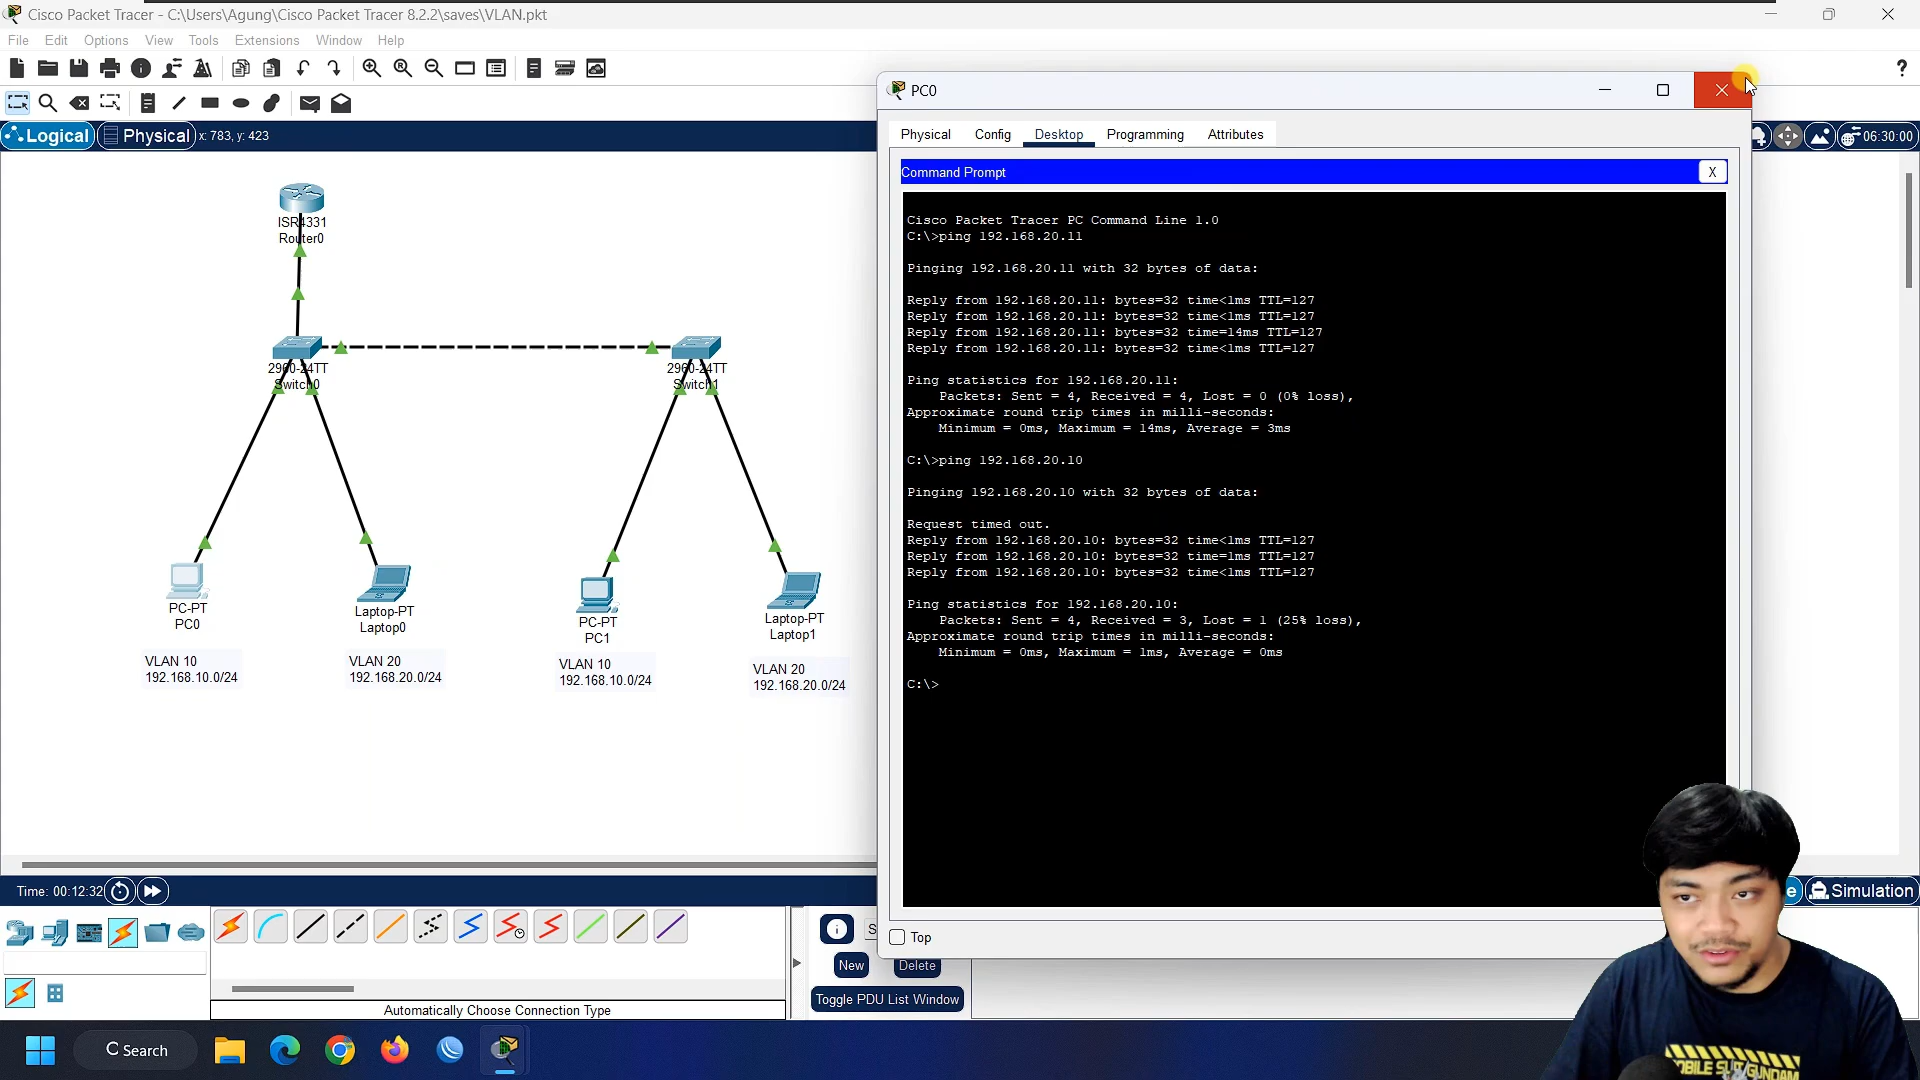 Cisco Packet Tracer - C:\Users\Agung\Cisco Packet Tracer 8.2.2\saves\VLAN.pkt
File Edit Options View Tools Extensions Window Help
?
Logical Physical x: 783, y: 423
06:30:00
ISR4331
Router0
2960-24TT
Switch0
2960-24TT
Switch1
PC-PT
PC0
Laptop-PT
Laptop0
PC-PT
PC1
Laptop-PT
Laptop1
VLAN 10
192.168.10.0/24
VLAN 20
192.168.20.0/24
VLAN 10
192.168.10.0/24
VLAN 20
192.168.20.0/24
PC0
Physical Config Desktop Programming Attributes
Command Prompt
X
Cisco Packet Tracer PC Command Line 1.0
C:\>ping 192.168.20.11
Pinging 192.168.20.11 with 32 bytes of data:
Reply from 192.168.20.11: bytes=32 time<1ms TTL=127
Reply from 192.168.20.11: bytes=32 time<1ms TTL=127
Reply from 192.168.20.11: bytes=32 time=14ms TTL=127
Reply from 192.168.20.11: bytes=32 time<1ms TTL=127
Ping statistics for 192.168.20.11:
Packets: Sent = 4, Received = 4, Lost = 0 (0% loss),
Approximate round trip times in milli-seconds:
Minimum = 0ms, Maximum = 14ms, Average = 3ms
C:\>ping 192.168.20.10
Pinging 192.168.20.10 with 32 bytes of data:
Request timed out.
Reply from 192.168.20.10: bytes=32 time<1ms TTL=127
Reply from 192.168.20.10: bytes=32 time=1ms TTL=127
Reply from 192.168.20.10: bytes=32 time<1ms TTL=127
Ping statistics for 192.168.20.10:
Packets: Sent = 4, Received = 3, Lost = 1 (25% loss),
Approximate round trip times in milli-seconds:
Minimum = 0ms, Maximum = 1ms, Average = 0ms
C:\>
Top
Time: 00:12:32
Simulation
New Delete
Toggle PDU List Window
Automatically Choose Connection Type
Search